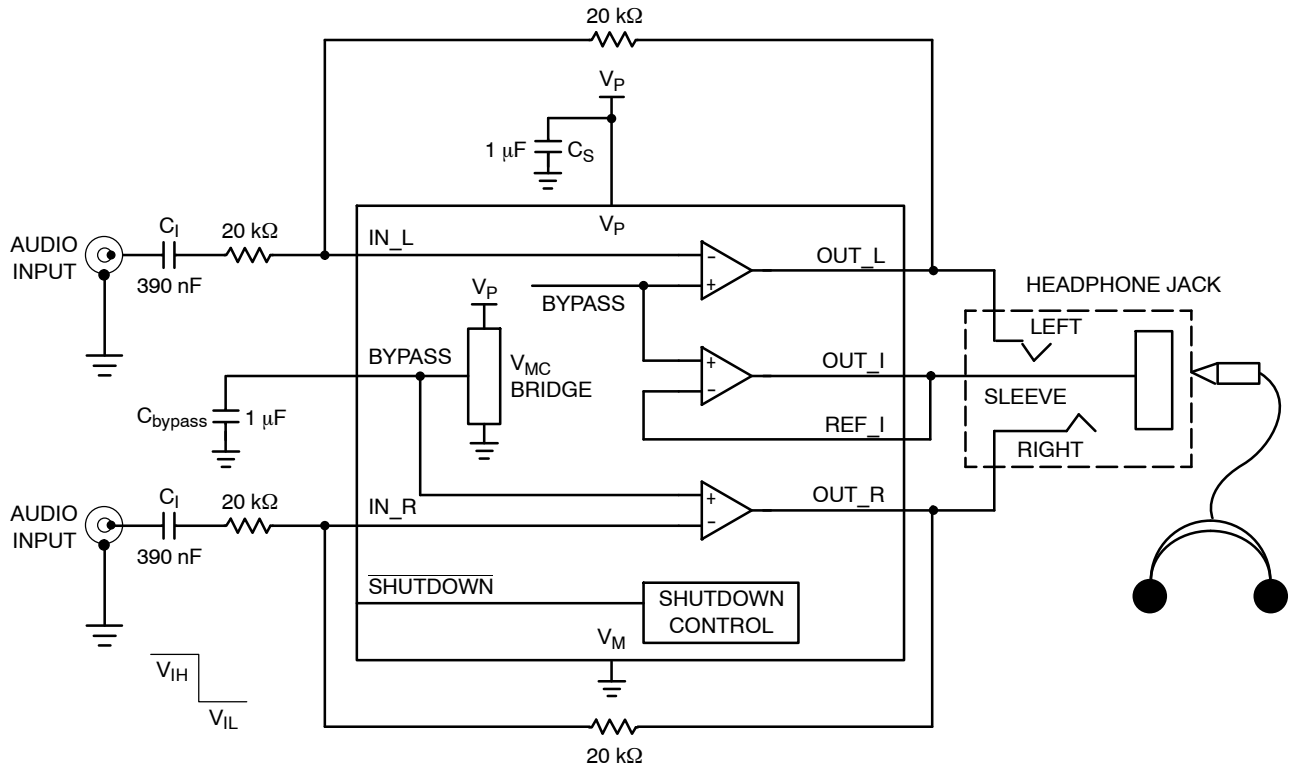 20 kΩ
V_P
1 μF
C_S
V_P
AUDIO
INPUT
C_I
390 nF
20 kΩ
IN_L
-
+
OUT_L
BYPASS
V_P
V_MC
BRIDGE
BYPASS
C_bypass
1 μF
+
-
OUT_I
REF_I
HEADPHONE JACK
LEFT
SLEEVE
RIGHT
AUDIO
INPUT
C_I
390 nF
20 kΩ
IN_R
+
-
OUT_R
SHUTDOWN
SHUTDOWN
CONTROL
V_M
V_IH
V_IL
20 kΩ